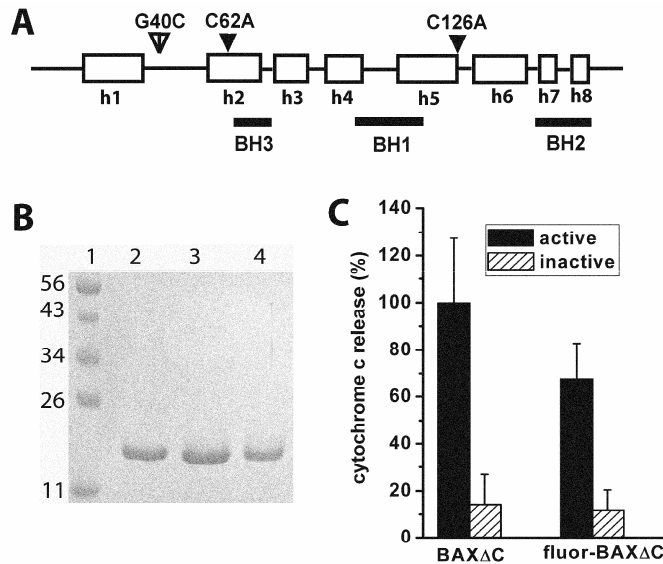 A
G40C C62A C126A
h1 h2 h3 h4 h5 h6 h7 h8
BH3 BH1 BH2
B
1 2 3 4
56
43
34
26
11
C
140
120
100
80
60
40
20
0
cytochrome c release (%)
active
inactive
BAXΔC fluor-BAXΔC